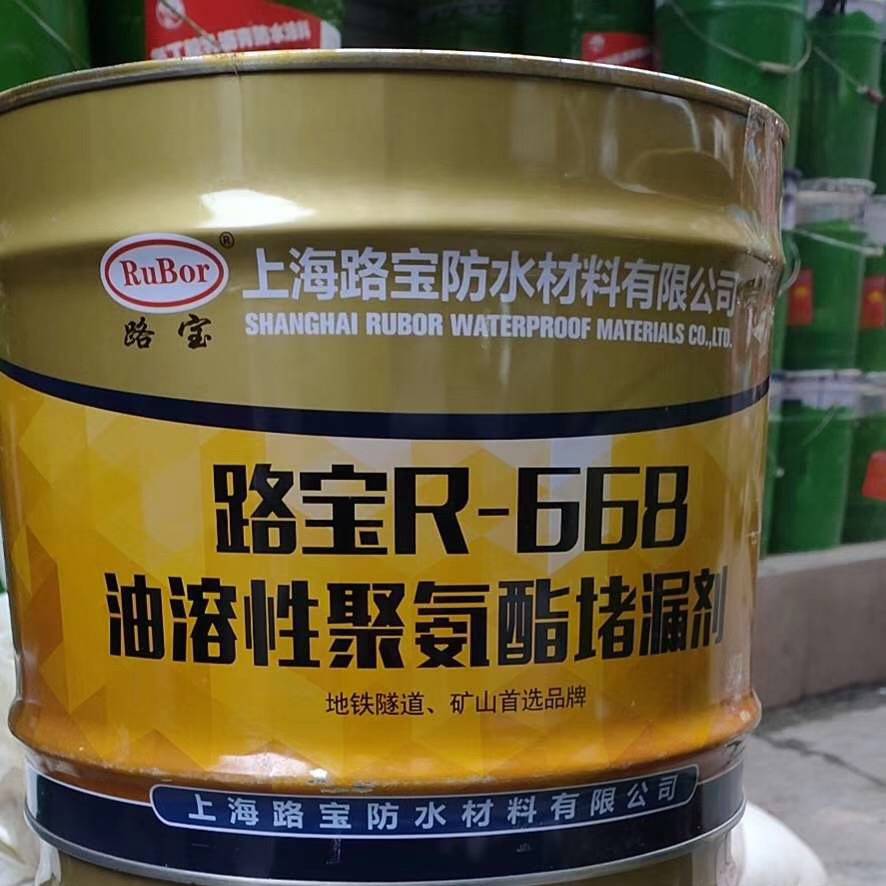 RuBor®
路宝
上海路宝防水材料有限公司
SHANGHAI RUBOR WATERPROOF MATERIALS CO.,LTD.
路宝R-668
油溶性聚氨酯堵漏剂
地铁隧道、矿山首选品牌
上海路宝防水材料有限公司